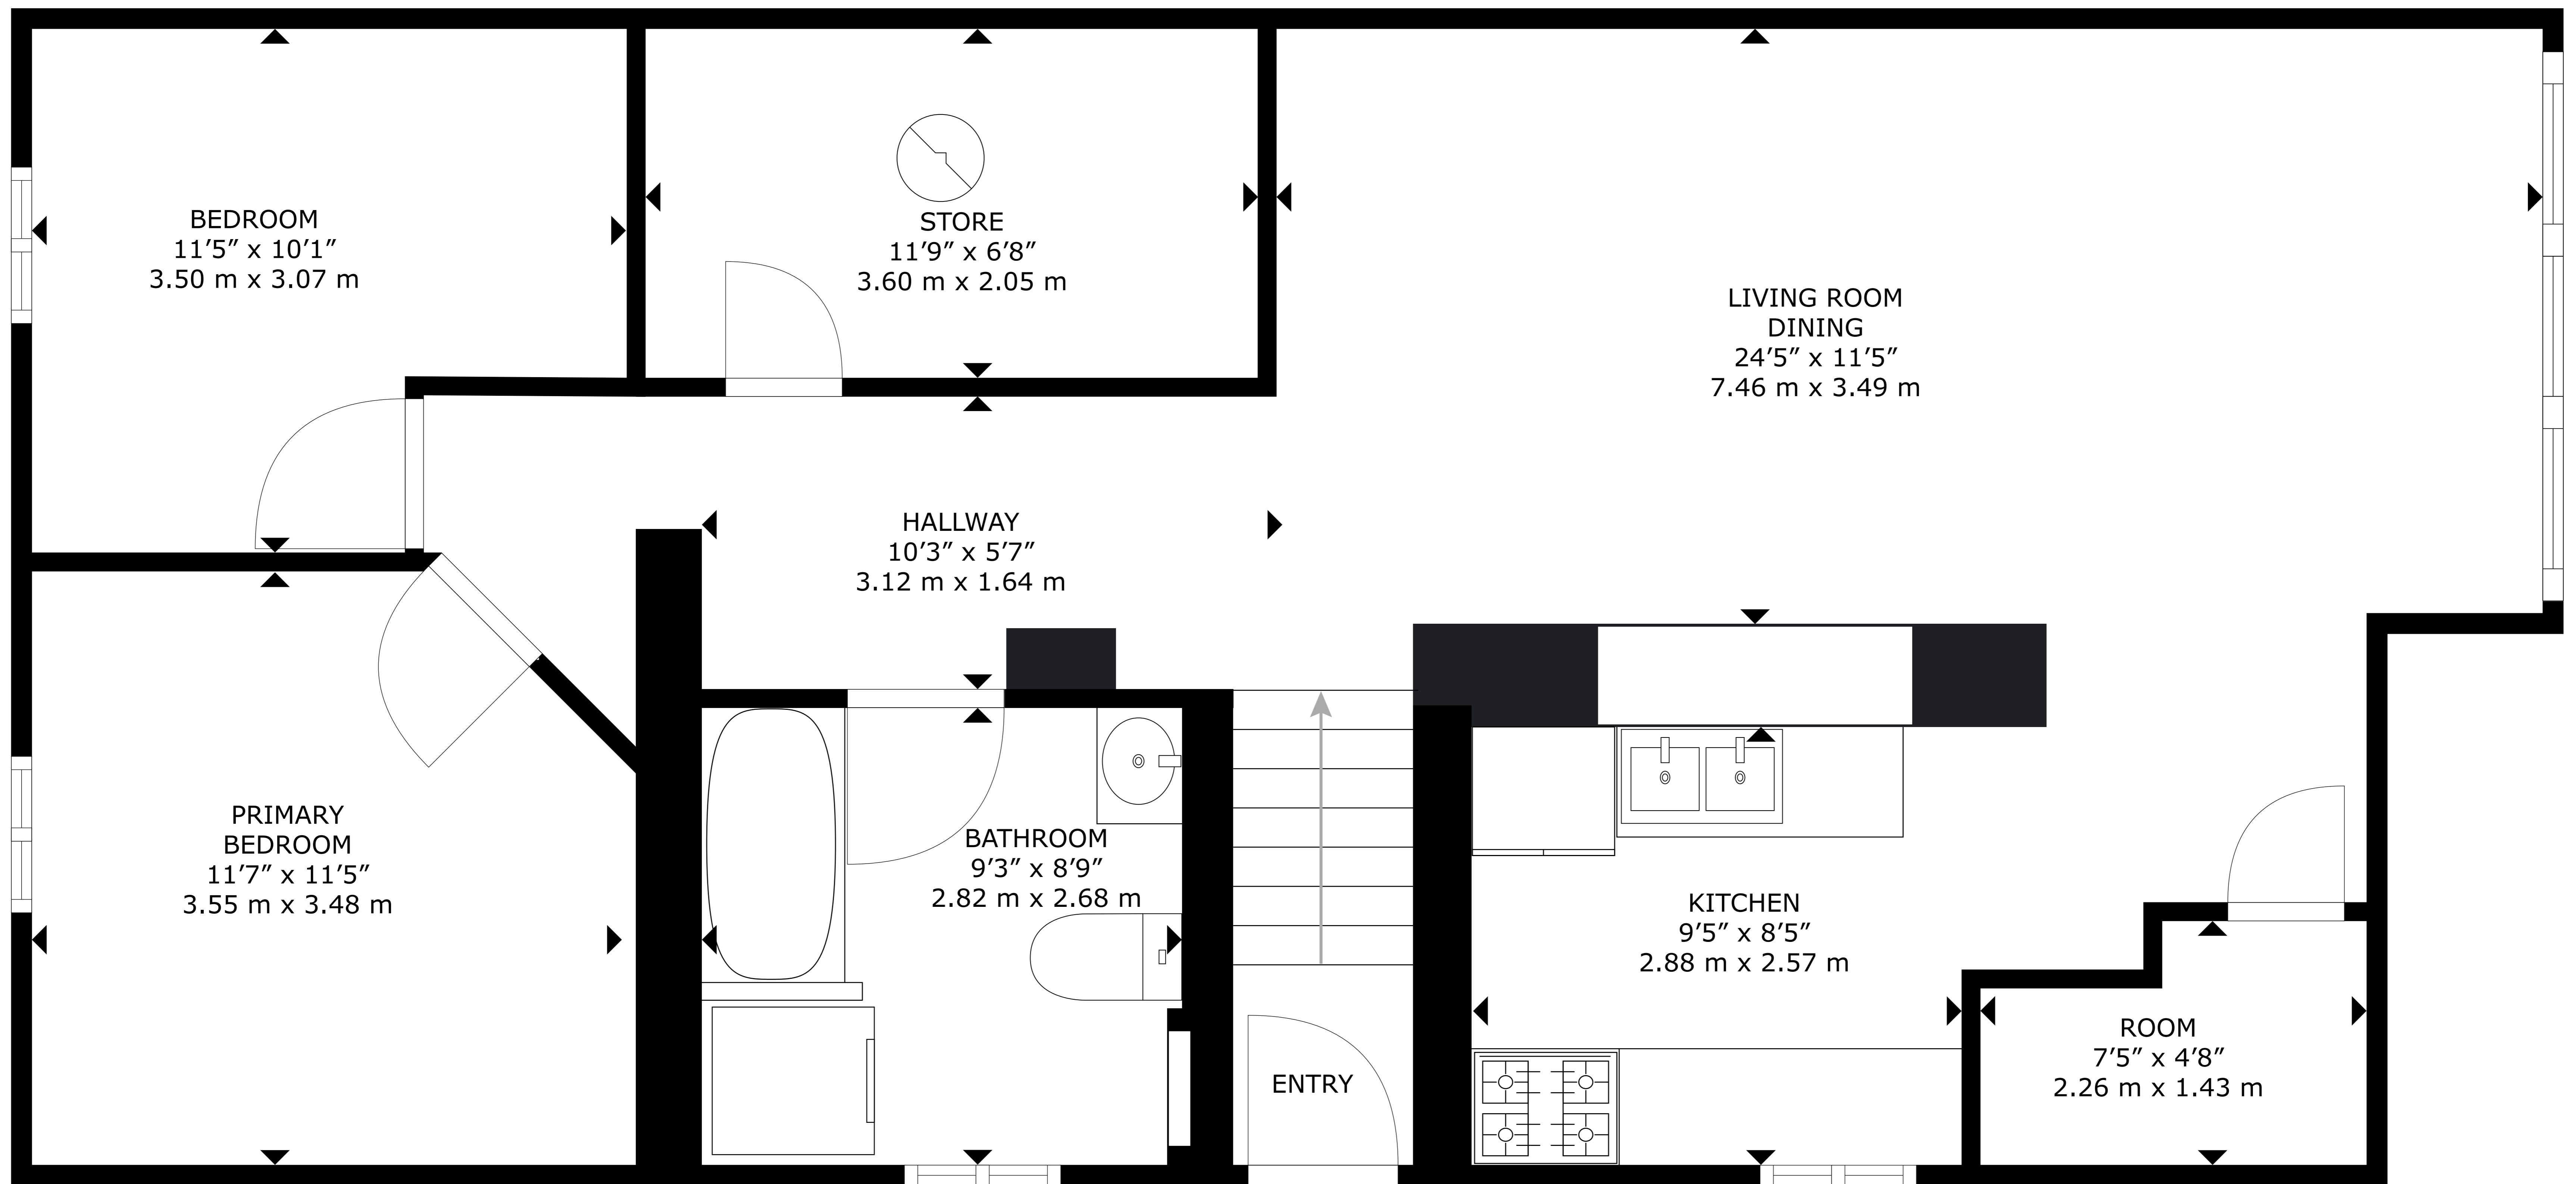 BEDROOM
11'5" x 10'1"
3.50 m x 3.07 m
STORE
11'9" x 6'8"
3.60 m x 2.05 m
LIVING ROOM
DINING
24'5" x 11'5"
7.46 m x 3.49 m
HALLWAY
10'3" x 5'7"
3.12 m x 1.64 m
PRIMARY
BEDROOM
11'7" x 11'5"
3.55 m x 3.48 m
BATHROOM
9'3" x 8'9"
2.82 m x 2.68 m
ENTRY
KITCHEN
9'5" x 8'5"
2.88 m x 2.57 m
ROOM
7'5" x 4'8"
2.26 m x 1.43 m